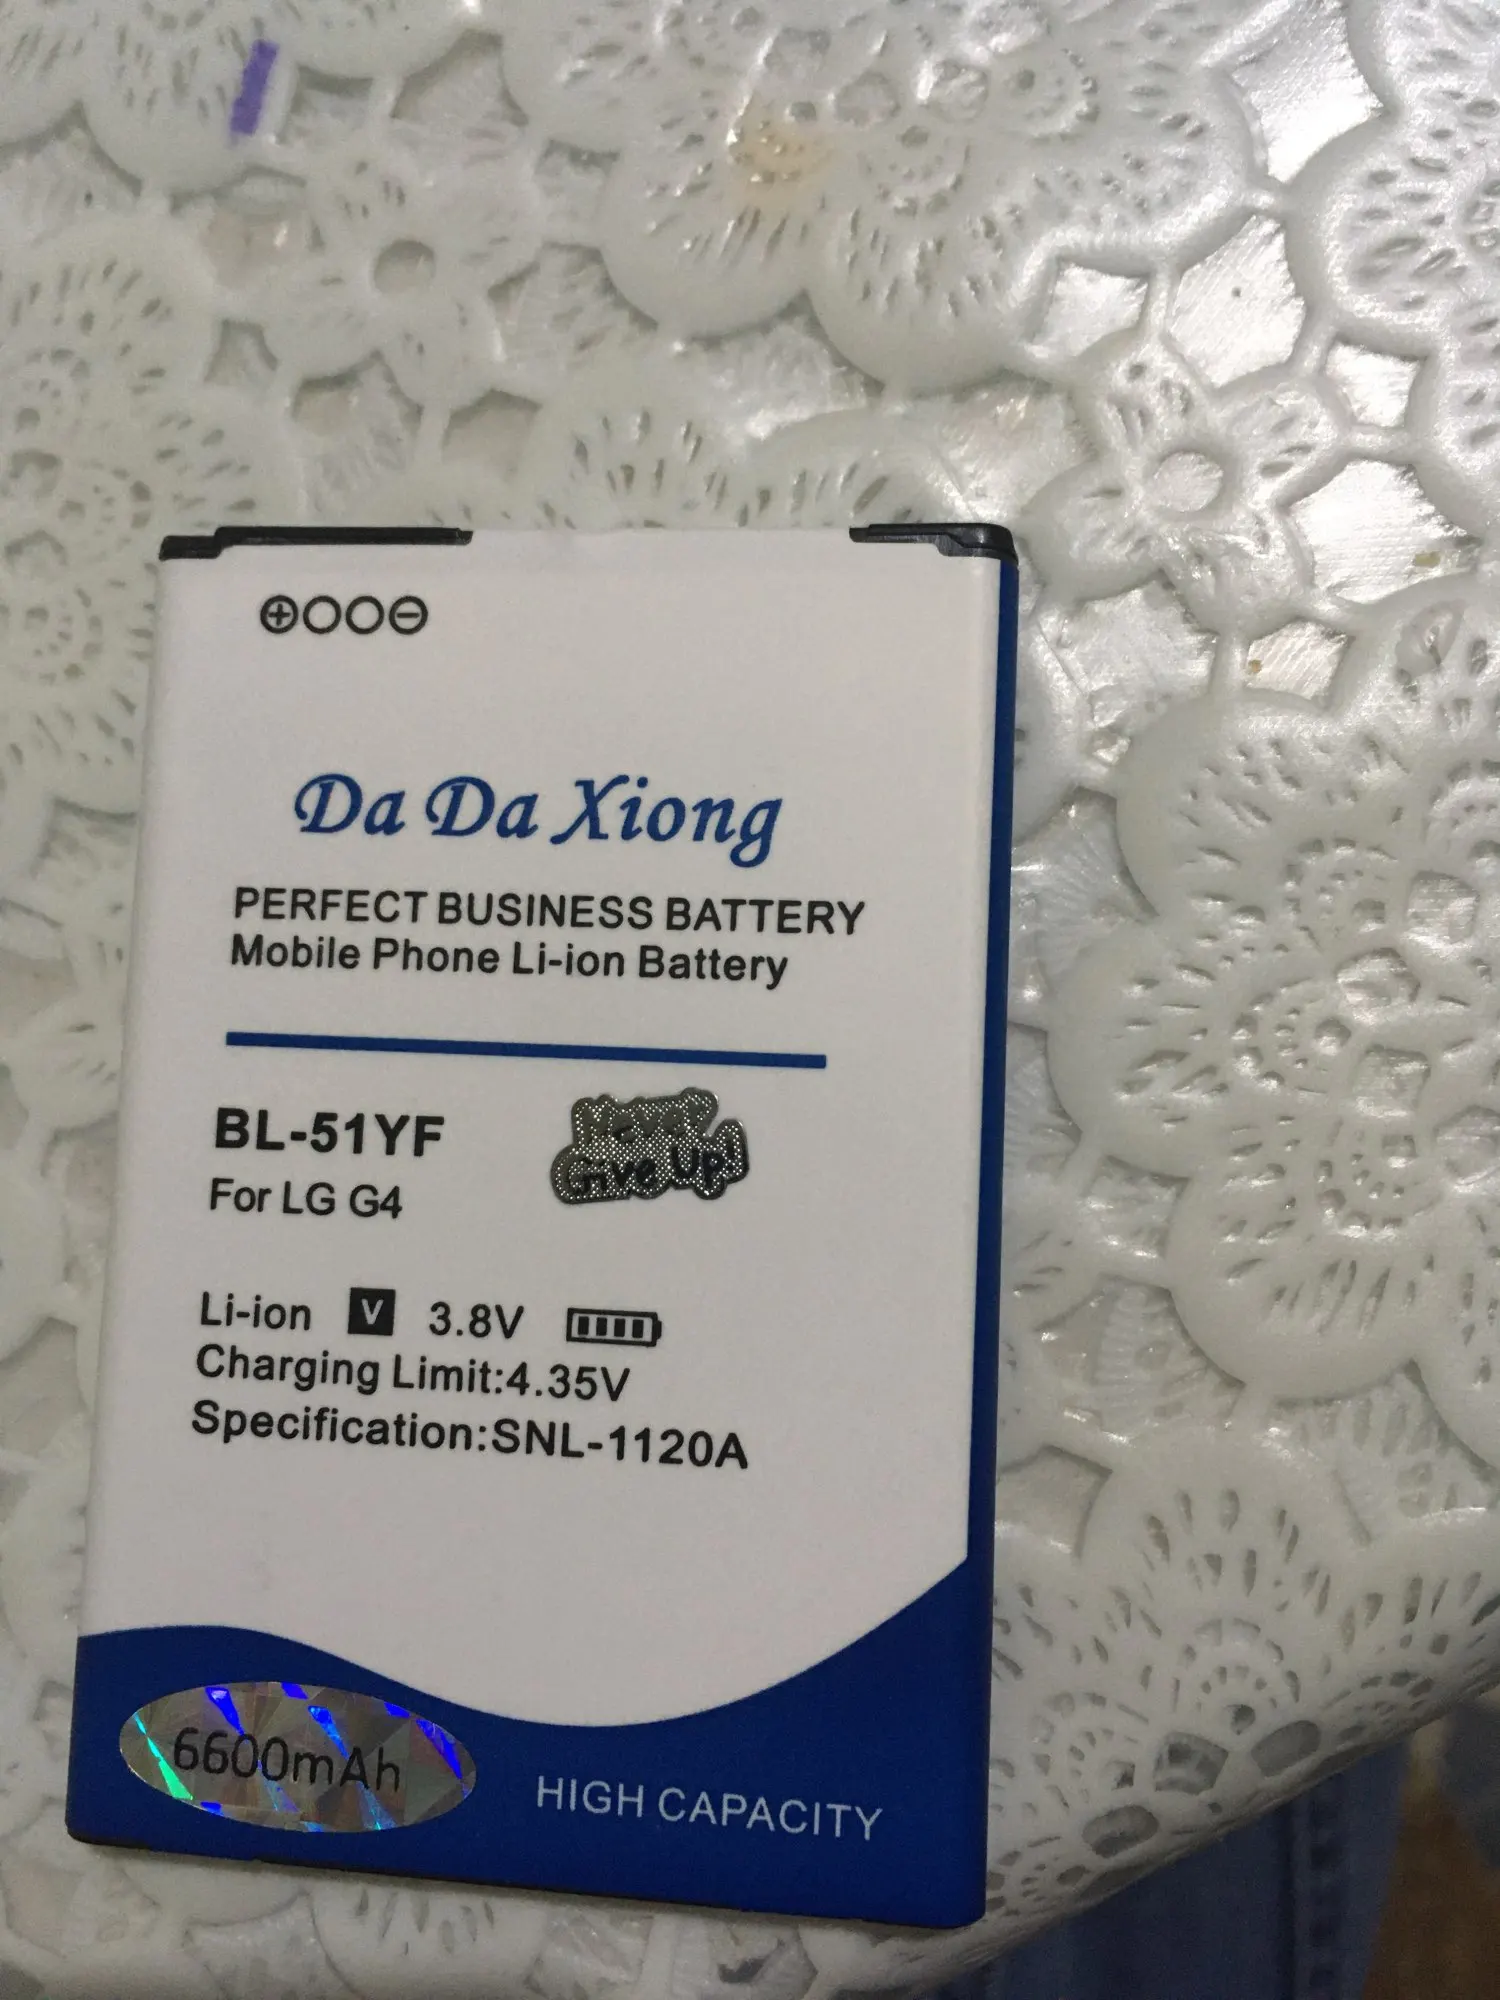 Da Da Xiong
PERFECT BUSINESS BATTERY
Mobile Phone Li-ion Battery
BL-51YF
For LG G4
Never
Give Up!
Li-ion V 3.8V
Charging Limit:4.35V
Specification:SNL-1120A
6600mAh
HIGH CAPACITY